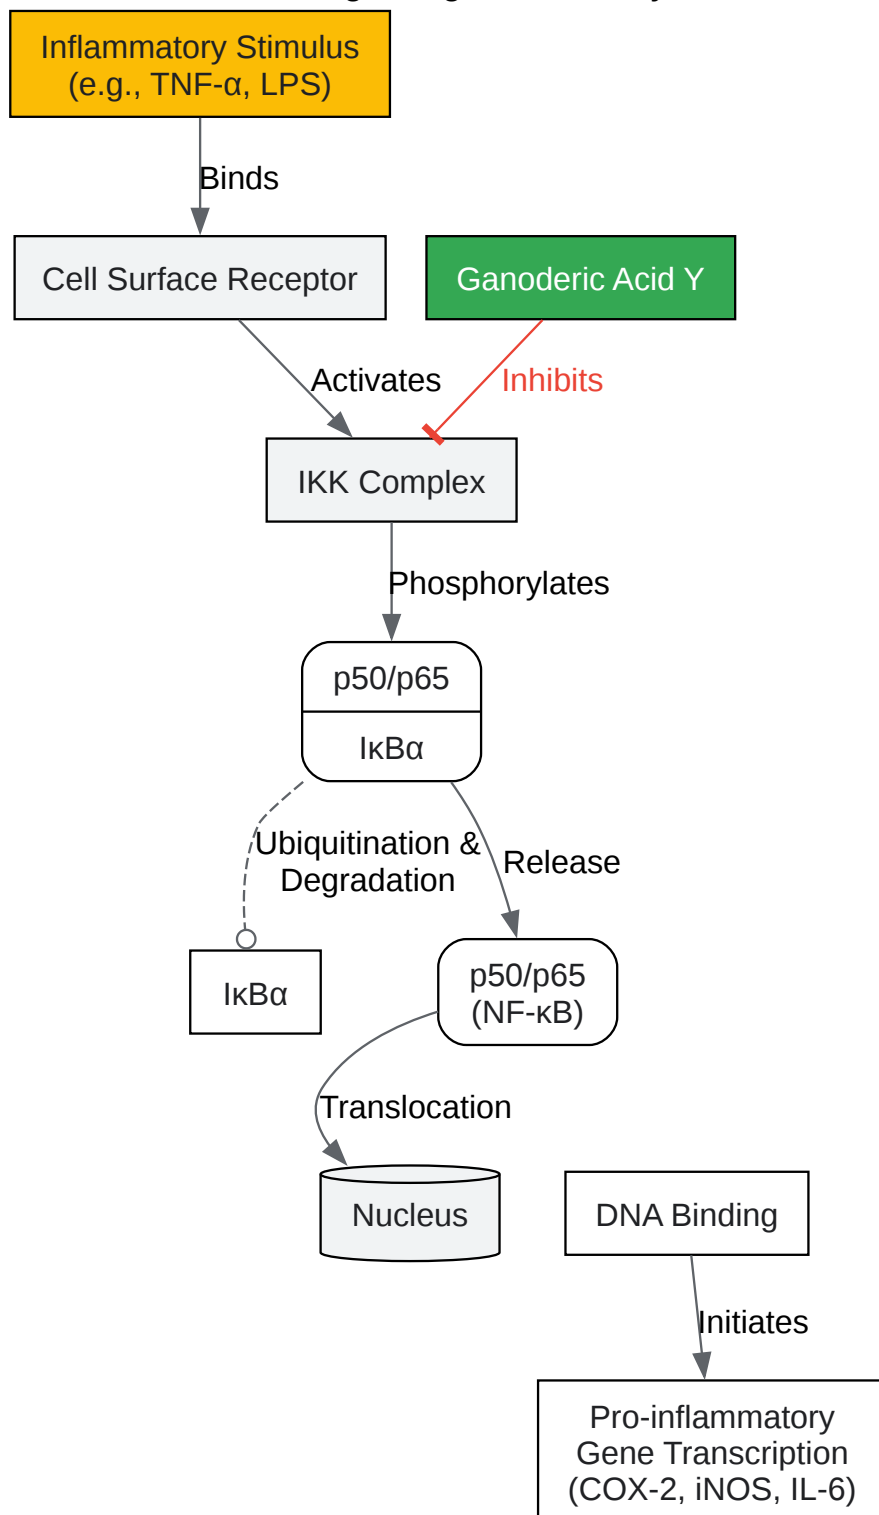 Inflammatory Stimulus
(e.g., TNF-α, LPS)
Binds
Cell Surface Receptor
Ganoderic Acid Y
Activates
Inhibits
IKK Complex
Phosphorylates
p50/p65
IκBα
Ubiquitination &
Degradation
Release
IκBα
p50/p65
(NF-κB)
Translocation
Nucleus
DNA Binding
Initiates
Pro-inflammatory
Gene Transcription
(COX-2, iNOS, IL-6)